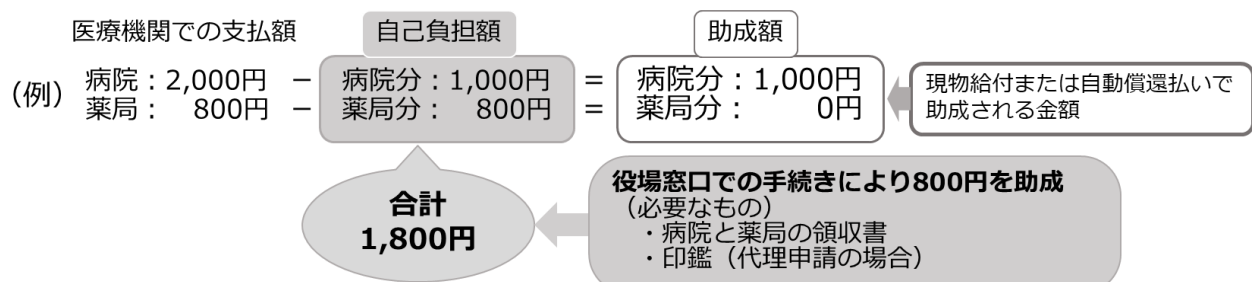 医療機関での支払額 自己負担額 助成額
(例) 病院：2,000円 － 病院分：1,000円 ＝ 病院分：1,000円
薬局： 800円 － 薬局分： 800円 ＝ 薬局分： 0円
現物給付または自動償還払いで
助成される金額
合計
1,800円
役場窓口での手続きにより800円を助成
（必要なもの）
・病院と薬局の領収書
・印鑑（代理申請の場合）